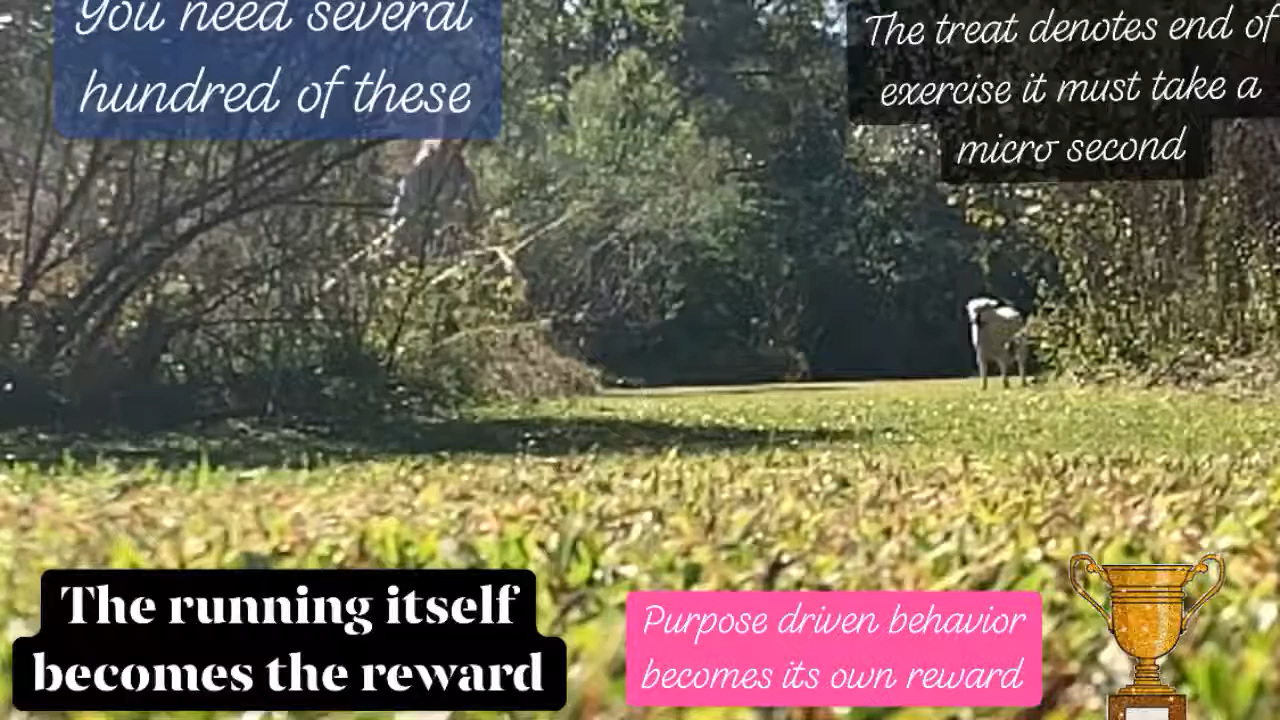 You need several
hundred of these
The treat denotes end of
exercise it must take a
micro second
The running itself
becomes the reward
Purpose driven behavior
becomes its own reward